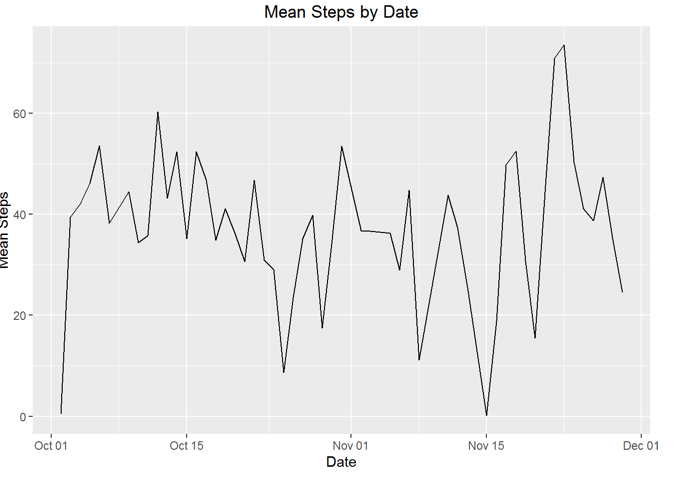 Mean Steps by Date
Mean Steps
60
40
20
0
Oct 01
Oct 15
Nov 01
Nov 15
Dec 01
Date